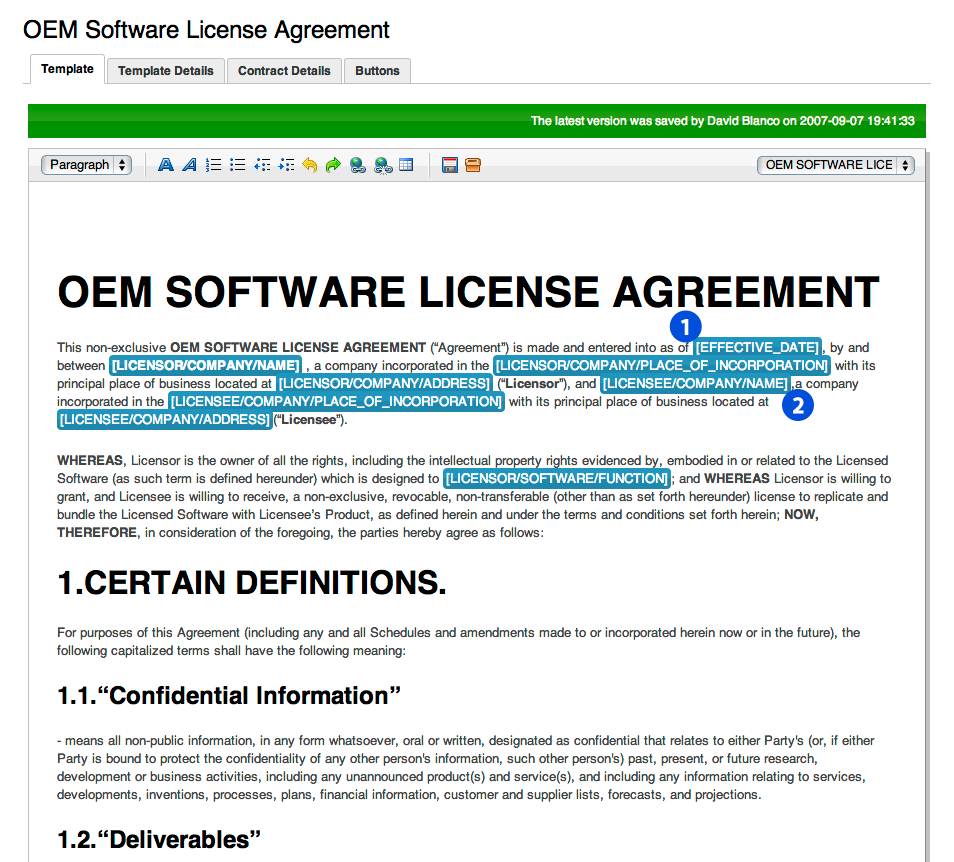 OEM Software License Agreement
Template Template Details Contract Details Buttons
The latest version was saved by David Blanco on 2007-09-07 19:41:33
Paragraph OEM SOFTWARE LICE
OEM SOFTWARE LICENSE AGREEMENT
1
This non-exclusive OEM SOFTWARE LICENSE AGREEMENT (“Agreement”) is made and entered into as of [EFFECTIVE_DATE] , by and
between [LICENSOR/COMPANY/NAME] , a company incorporated in the [LICENSOR/COMPANY/PLACE_OF_INCORPORATION] with its
principal place of business located at [LICENSOR/COMPANY/ADDRESS] (“Licensor”), and [LICENSEE/COMPANY/NAME] ,a company
incorporated in the [LICENSEE/COMPANY/PLACE_OF_INCORPORATION] with its principal place of business located at
2
[LICENSEE/COMPANY/ADDRESS] (“Licensee”).
WHEREAS, Licensor is the owner of all the rights, including the intellectual property rights evidenced by, embodied in or related to the Licensed
Software (as such term is defined hereunder) which is designed to [LICENSOR/SOFTWARE/FUNCTION] ; and WHEREAS Licensor is willing to
grant, and Licensee is willing to receive, a non-exclusive, revocable, non-transferable (other than as set forth hereunder) license to replicate and
bundle the Licensed Software with Licensee's Product, as defined herein and under the terms and conditions set forth herein; NOW,
THEREFORE, in consideration of the foregoing, the parties hereby agree as follows:
1.CERTAIN DEFINITIONS.
For purposes of this Agreement (including any and all Schedules and amendments made to or incorporated herein now or in the future), the
following capitalized terms shall have the following meaning:
1.1.“Confidential Information”
- means all non-public information, in any form whatsoever, oral or written, designated as confidential that relates to either Party's (or, if either
Party is bound to protect the confidentiality of any other person's information, such other person's) past, present, or future research,
development or business activities, including any unannounced product(s) and service(s), and including any information relating to services,
developments, inventions, processes, plans, financial information, customer and supplier lists, forecasts, and projections.
1.2.“Deliverables”